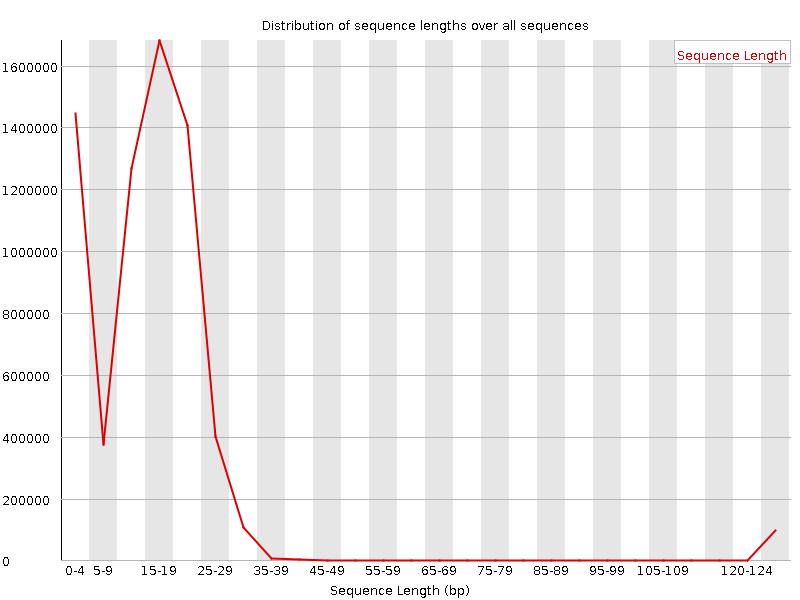 Distribution of sequence lengths over all sequences
Sequence Length
1600000
1400000
1200000
1000000
800000
600000
400000
200000
0
0-4 5-9 15-19 25-29 35-39 45-49 55-59 65-69 75-79 85-89 95-99 105-109 120-124
Sequence Length (bp)